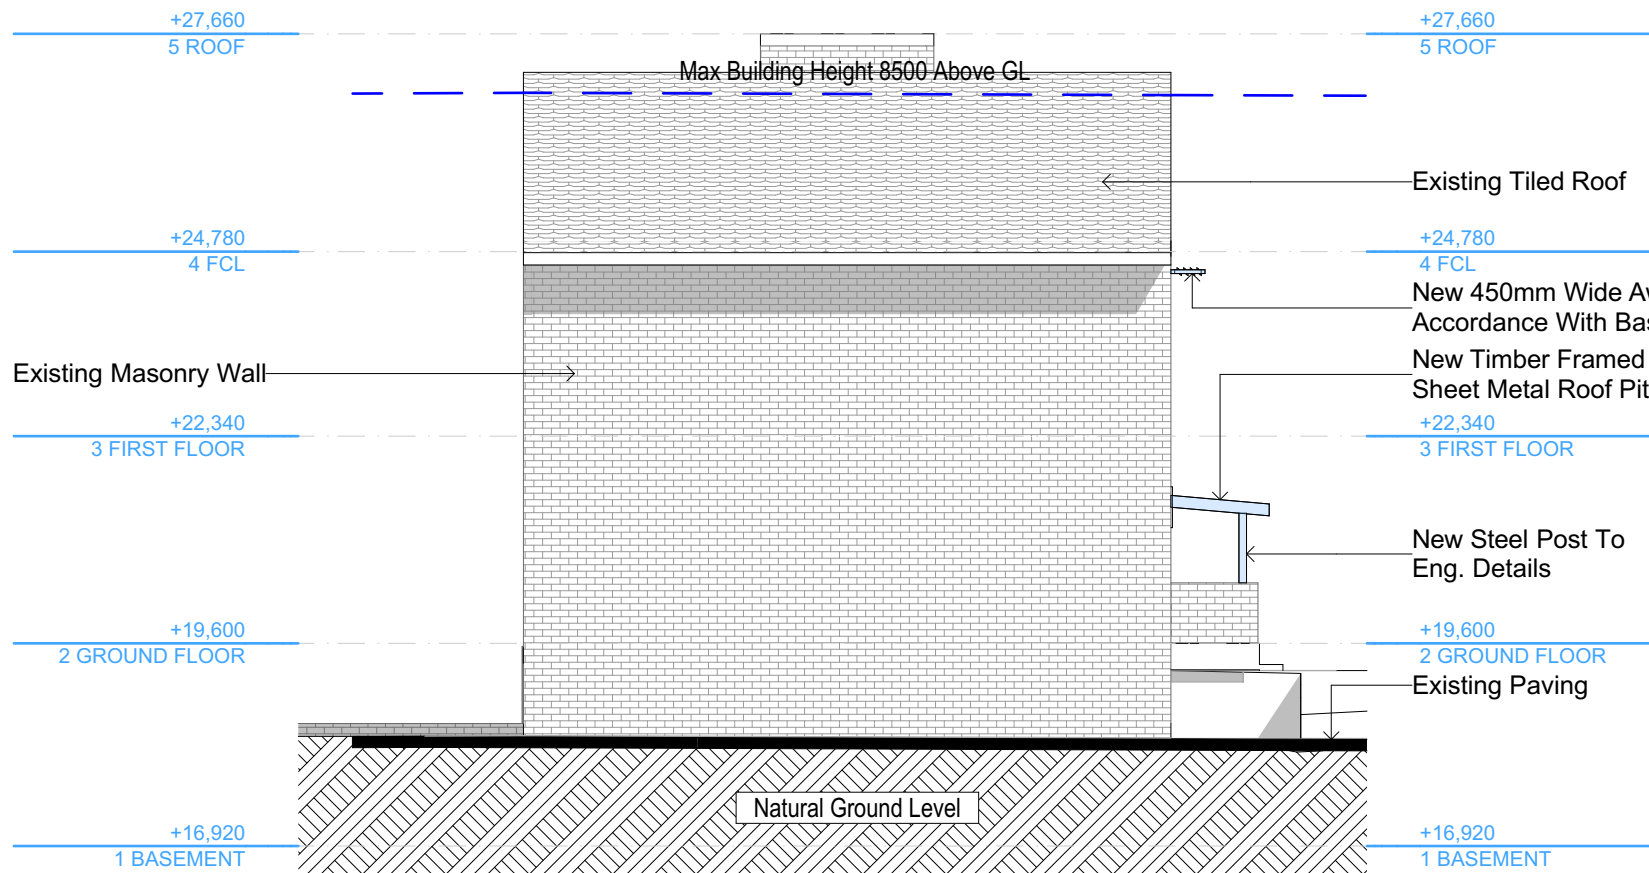 +27,660
5 ROOF
+27,660
5 ROOF
Max Building Height 8500 Above GL
Existing Tiled Roof
+24,780
4 FCL
+24,780
4 FCL
New 450mm Wide
Accordance With
New Timber Framed
Sheet Metal Roof
Existing Masonry Wall
+22,340
3 FIRST FLOOR
+22,340
3 FIRST FLOOR
New Steel Post To
Eng. Details
+19,600
2 GROUND FLOOR
+19,600
2 GROUND FLOOR
Existing Paving
Natural Ground Level
+16,920
1 BASEMENT
+16,920
1 BASEMENT